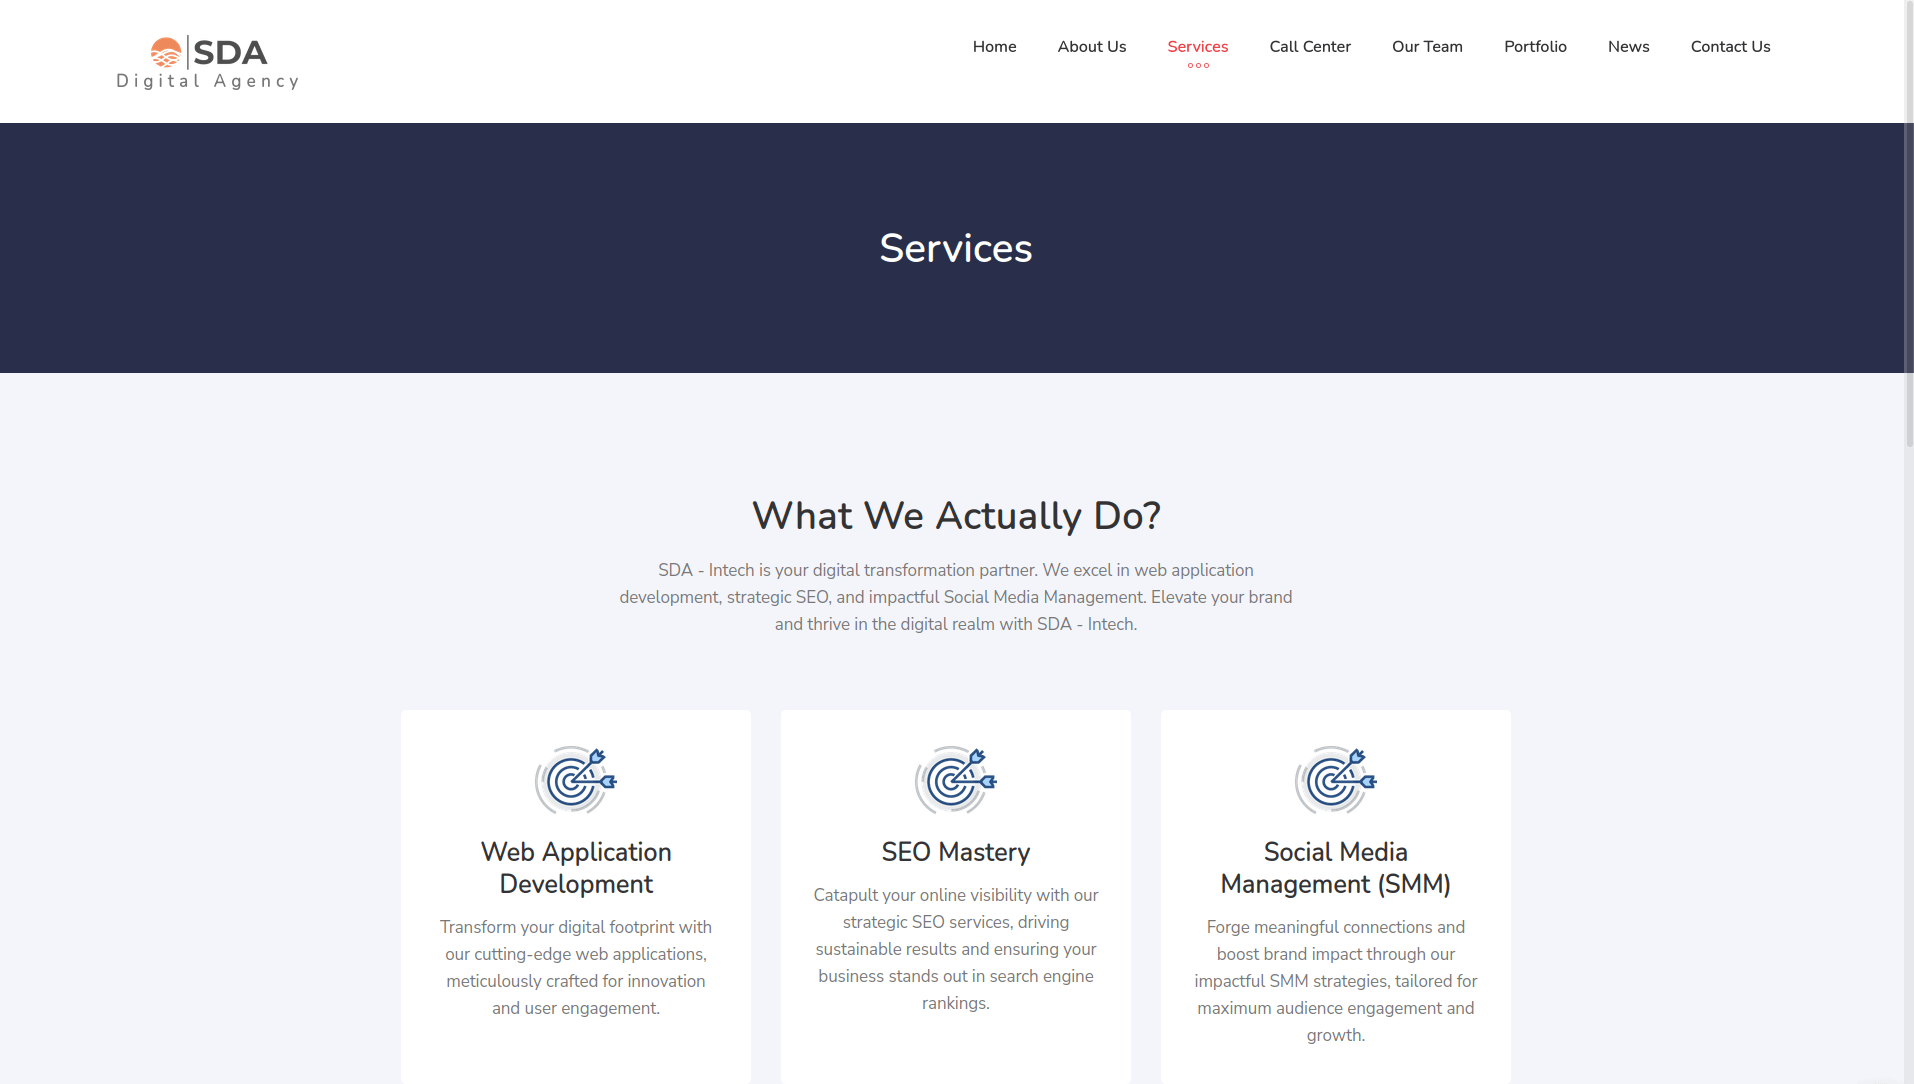 SDA
Digital Agency
Home About Us Services Call Center Our Team Portfolio News Contact Us
Services
What We Actually Do?
SDA - Intech is your digital transformation partner. We excel in web application
development, strategic SEO, and impactful Social Media Management. Elevate your brand
and thrive in the digital realm with SDA - Intech.
Web Application
Development
Transform your digital footprint with
our cutting-edge web applications,
meticulously crafted for innovation
and user engagement.
SEO Mastery
Catapult your online visibility with our
strategic SEO services, driving
sustainable results and ensuring your
business stands out in search engine
rankings.
Social Media
Management (SMM)
Forge meaningful connections and
boost brand impact through our
impactful SMM strategies, tailored for
maximum audience engagement and
growth.